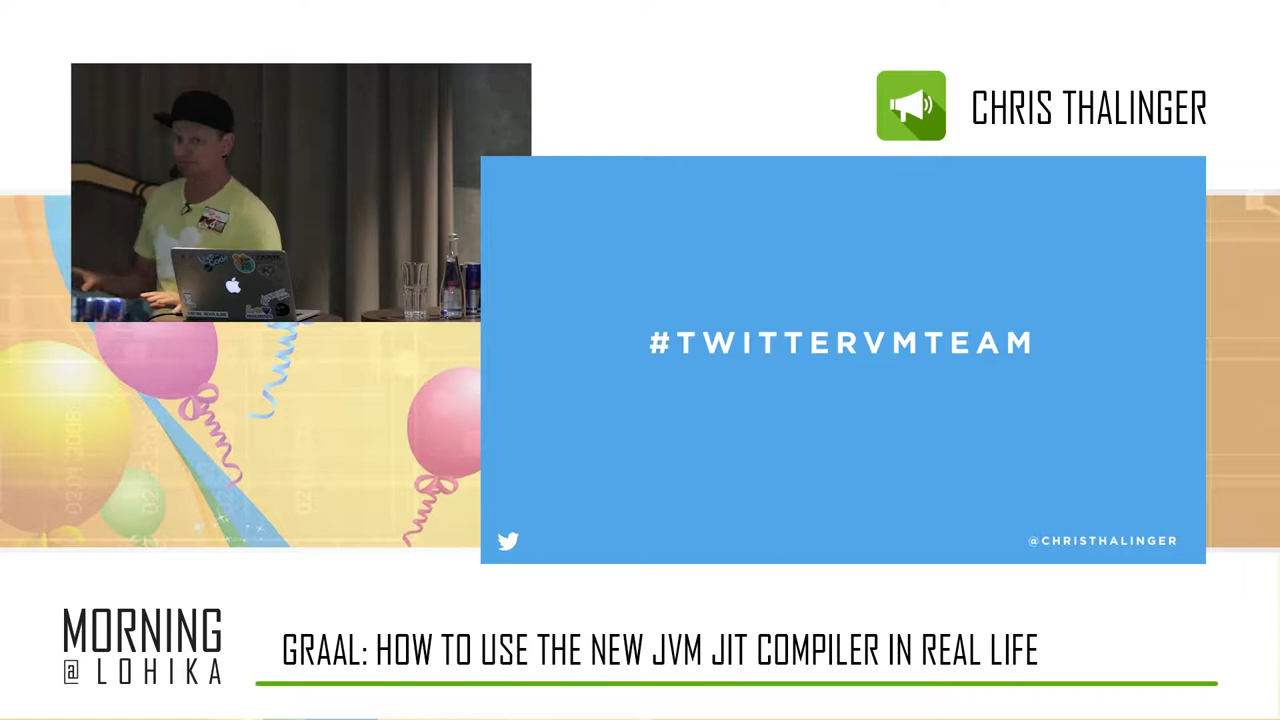 CHRIS THALINGER
#TWITTERVMTEAM
@CHRISTHALINGER
MORNING
@ LOHIKA
GRAAL: HOW TO USE THE NEW JVM JIT COMPILER IN REAL LIFE